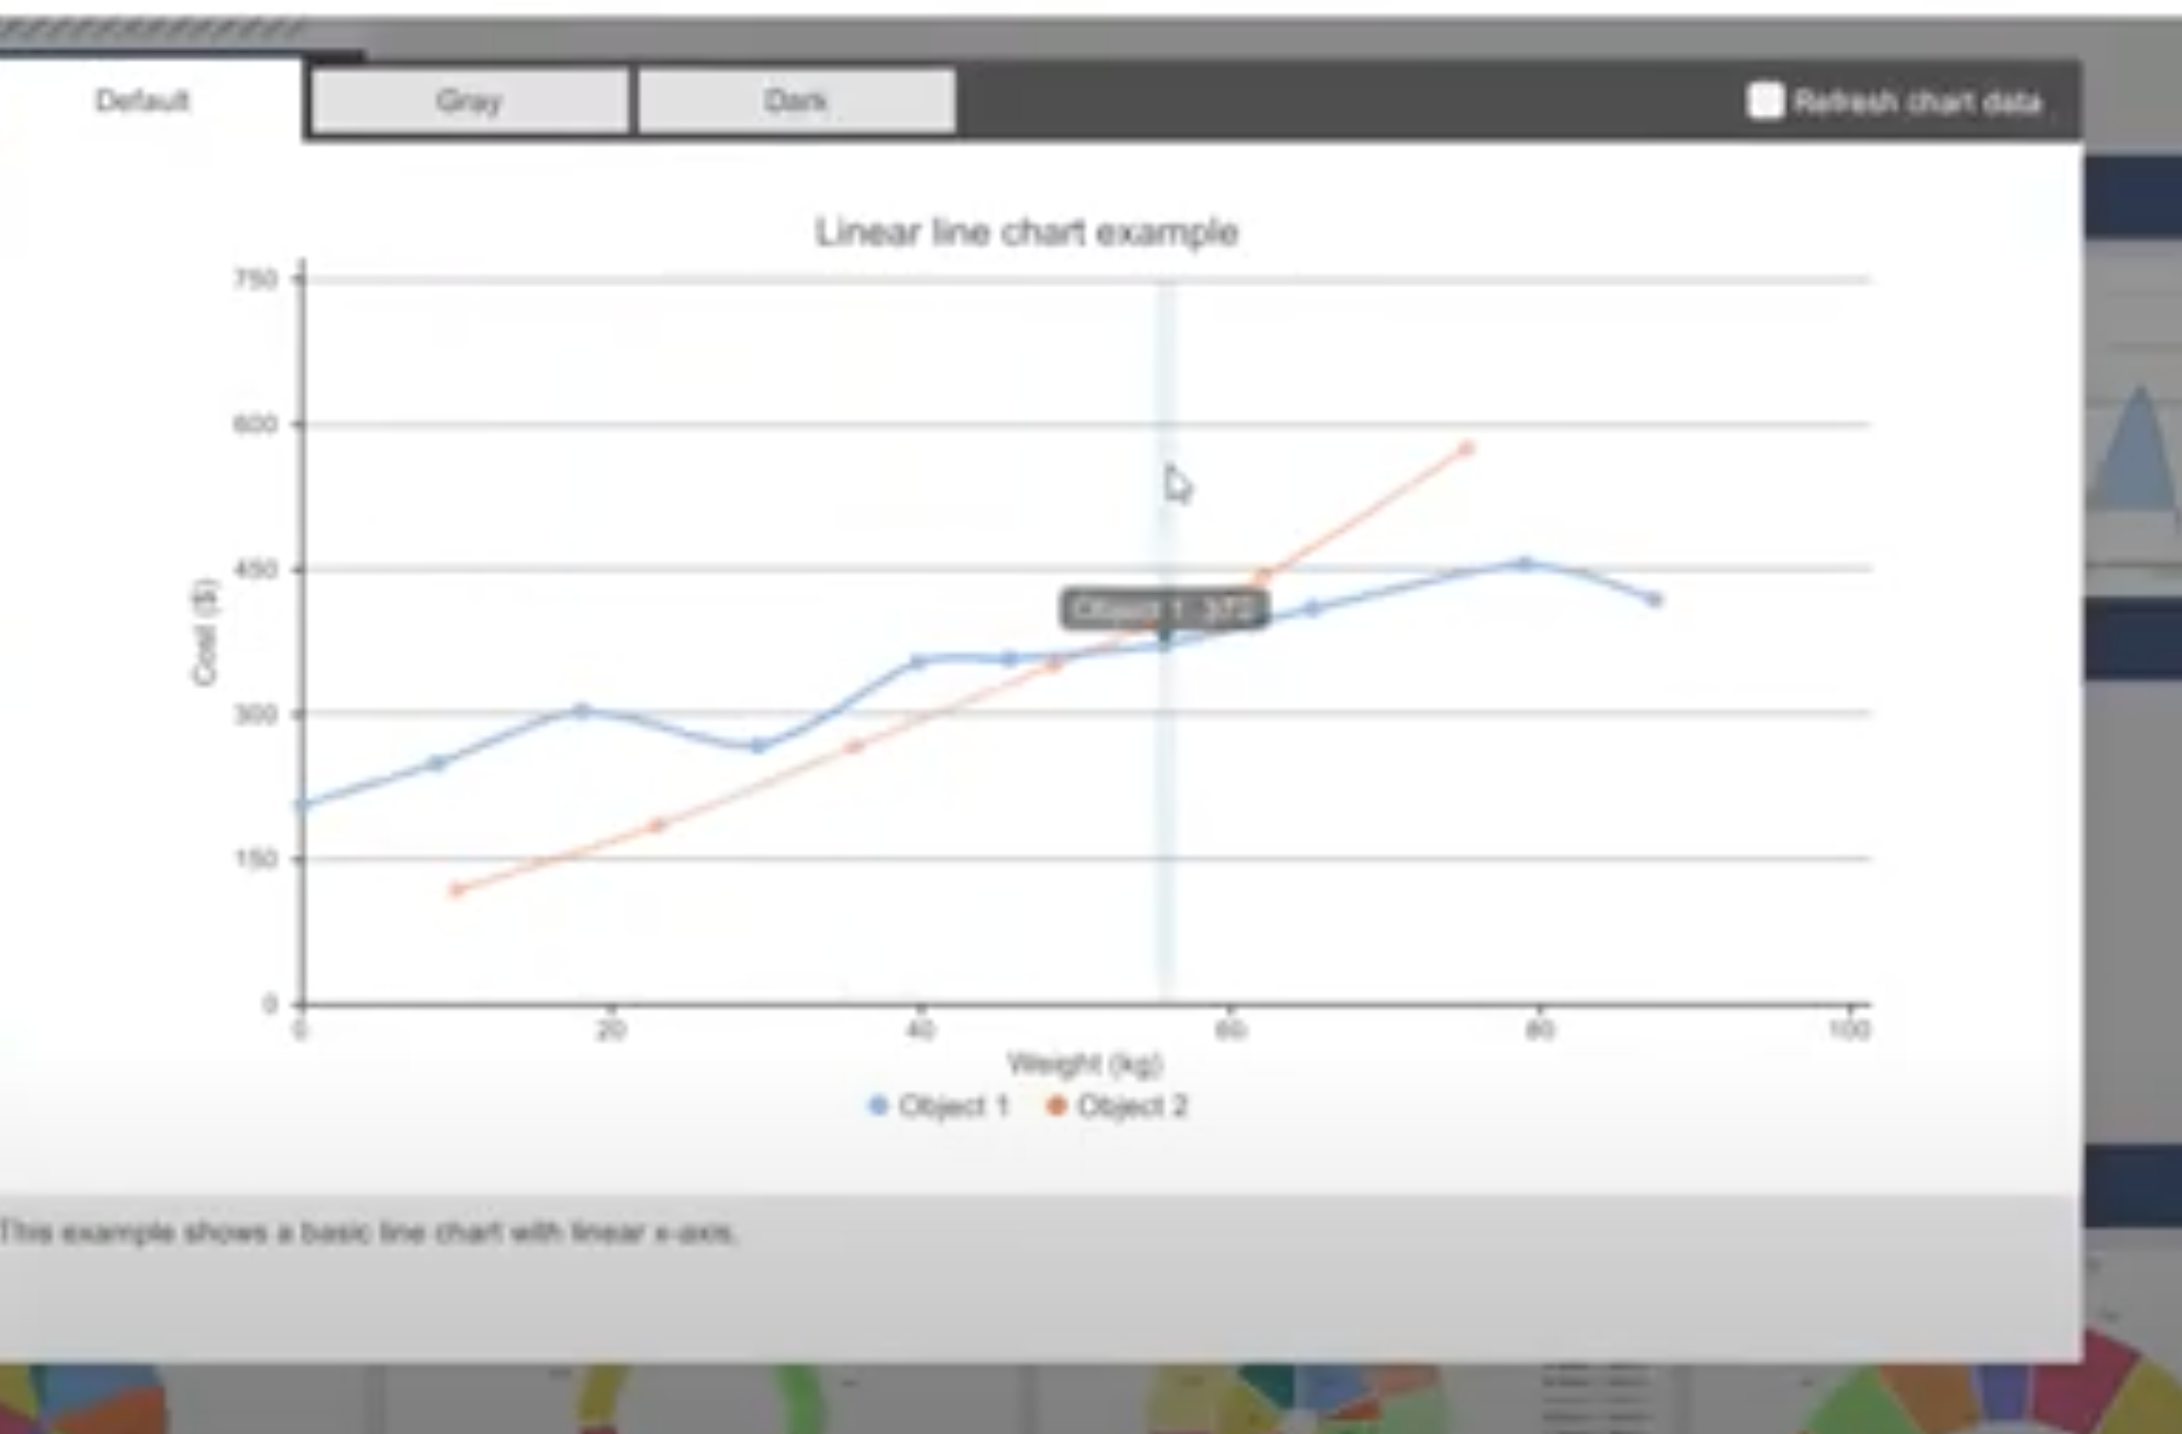 Default
Gray
Dark
Refresh chart data
Linear line chart example
750
600
450
300
150
0
Cost ($)
0 20 40 60 80 100
Weight (kg)
Object 1 372
Object 1 Object 2
This example shows a basic line chart with linear x-axis.